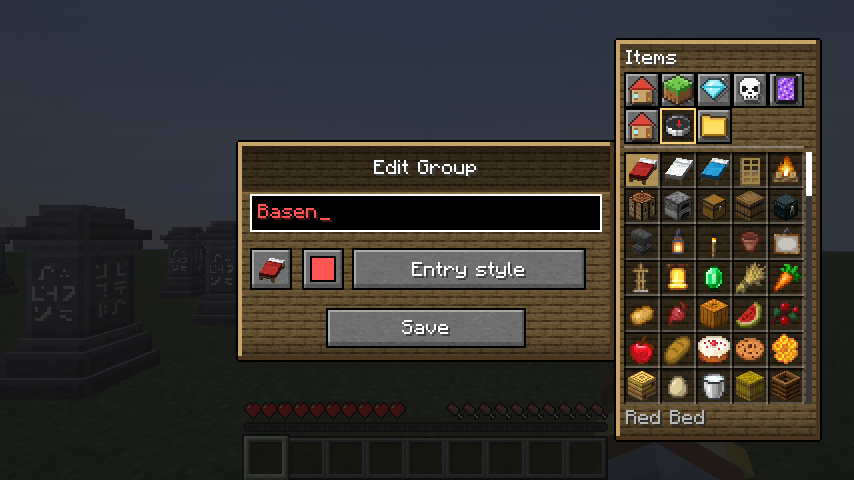 Items
Edit Group
Basen_
Entry style
Save
Red Bed